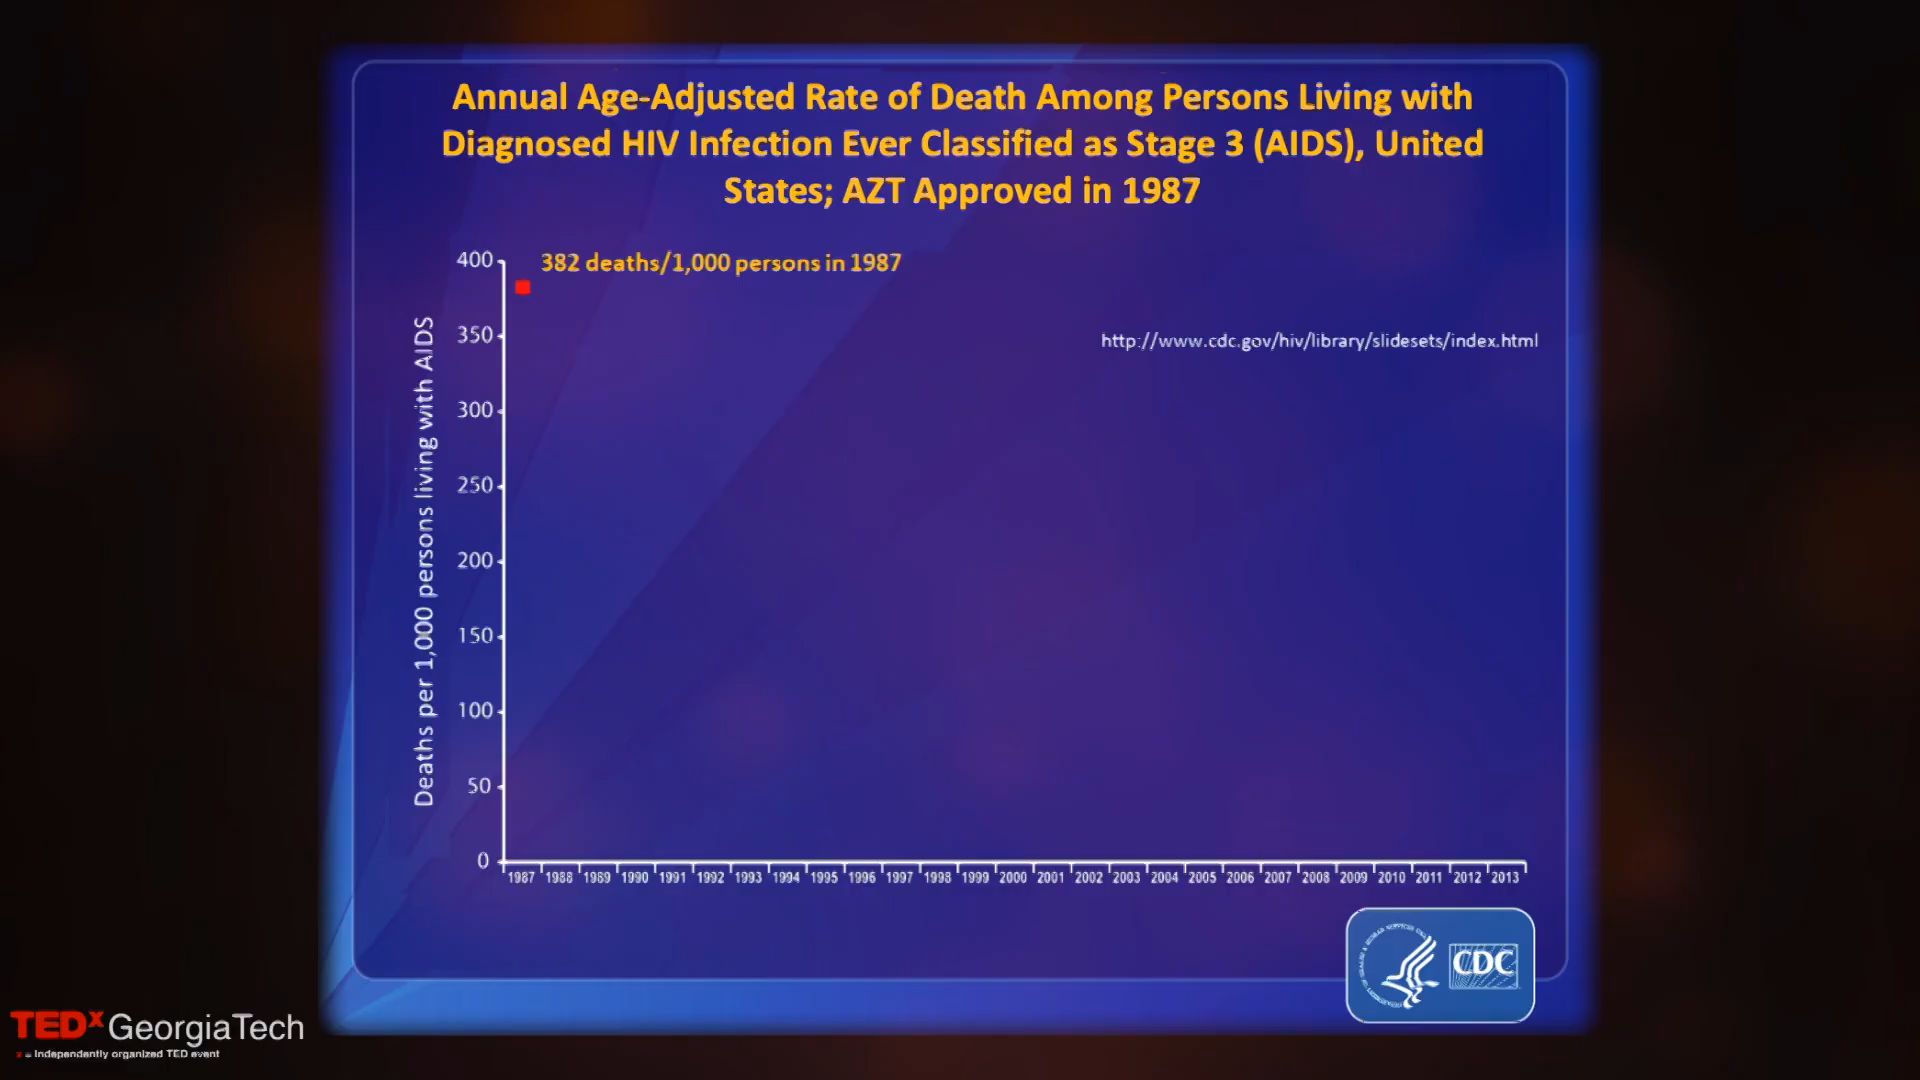 Annual Age-Adjusted Rate of Death Among Persons Living with
Diagnosed HIV Infection Ever Classified as Stage 3 (AIDS), United
States; AZT Approved in 1987
382 deaths/1,000 persons in 1987
http://www.cdc.gov/hiv/library/slidesets/index.html
Deaths per 1,000 persons living with AIDS
400
350
300
250
200
150
100
50
0
1987 1988 1989 1990 1991 1992 1993 1994 1995 1996 1997 1998 1999 2000 2001 2002 2003 2004 2005 2006 2007 2008 2009 2010 2011 2012 2013
CDC
TEDxGeorgiaTech
x = independently organized TED event